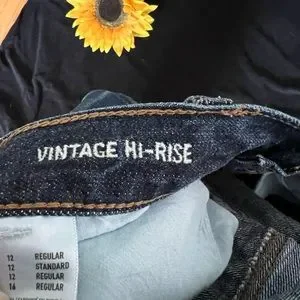 VINTAGE HI-RISE
12 REGULAR
12 STANDARD
12 REGULAR
16 REGULAR